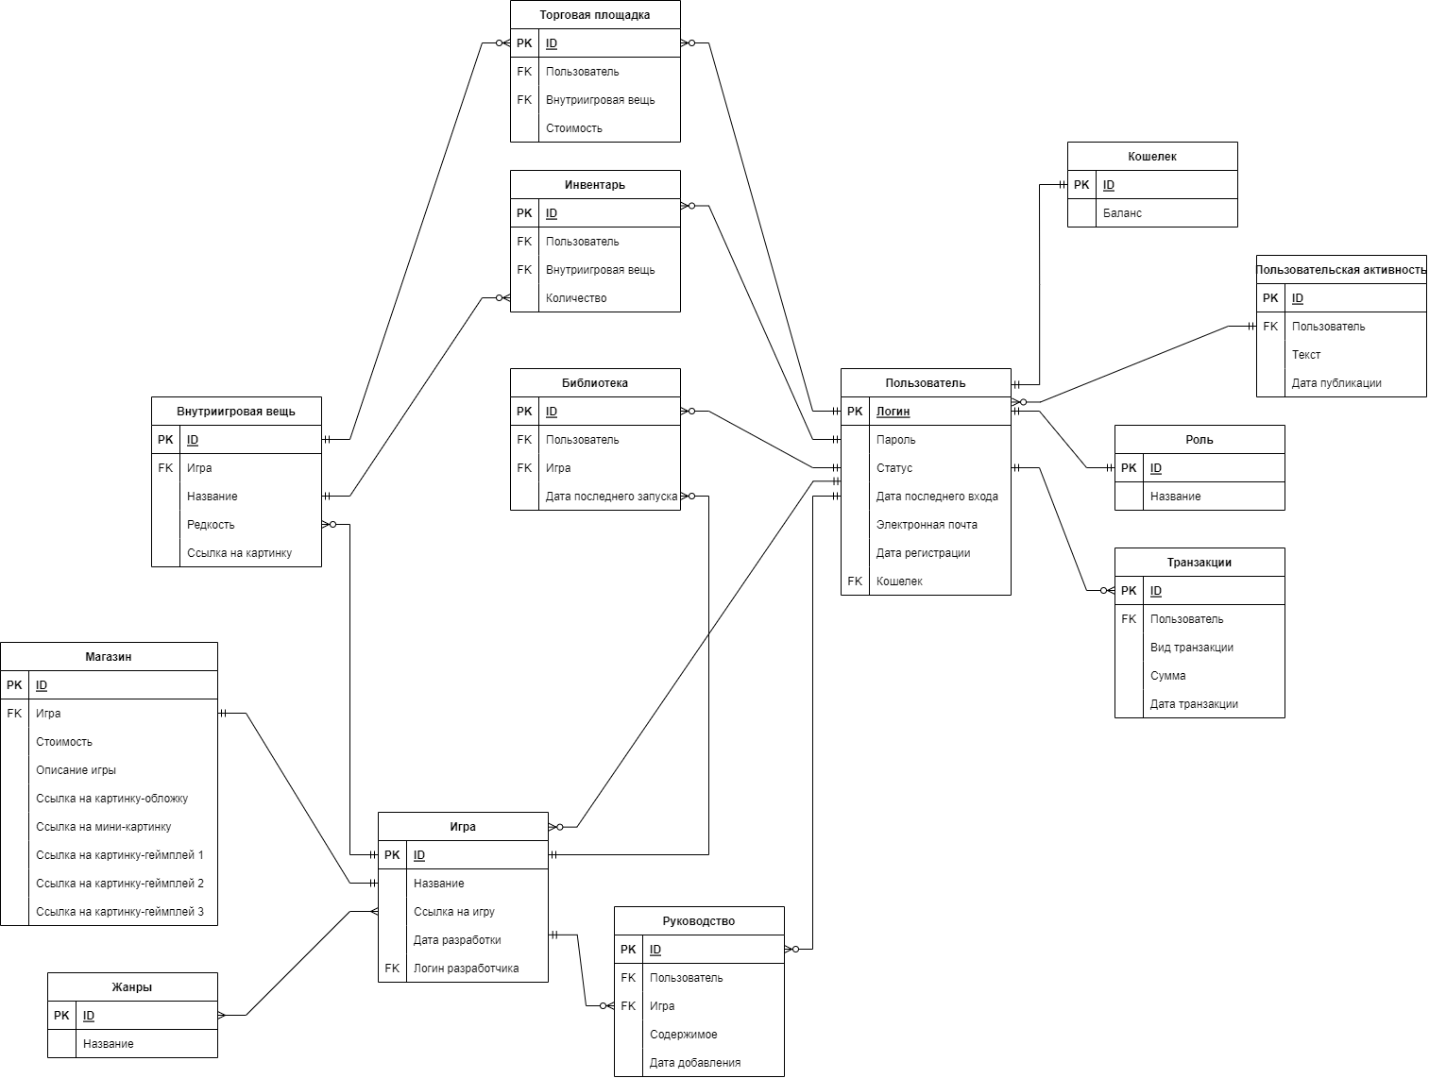 Торговая площадка
PK ID
FK Пользователь
FK Внутриигровая вещь
Стоимость
Инвентарь
PK ID
FK Пользователь
FK Внутриигровая вещь
Количество
Библиотека
PK ID
FK Пользователь
FK Игра
Дата последнего запуска
Кошелек
PK ID
Баланс
Пользовательская активность
PK ID
FK Пользователь
Текст
Дата публикации
Пользователь
PK Логин
Пароль
Статус
Дата последнего входа
Электронная почта
Дата регистрации
FK Кошелек
Роль
PK ID
Название
Транзакции
PK ID
FK Пользователь
Вид транзакции
Сумма
Дата транзакции
Внутриигровая вещь
PK ID
FK Игра
Название
Редкость
Ссылка на картинку
Магазин
PK ID
FK Игра
Стоимость
Описание игры
Ссылка на картинку-обложку
Ссылка на мини-картинку
Ссылка на картинку-геймплей 1
Ссылка на картинку-геймплей 2
Ссылка на картинку-геймплей 3
Игра
PK ID
Название
Ссылка на игру
Дата разработки
FK Логин разработчика
Руководство
PK ID
FK Пользователь
FK Игра
Содержимое
Дата добавления
Жанры
PK ID
Название